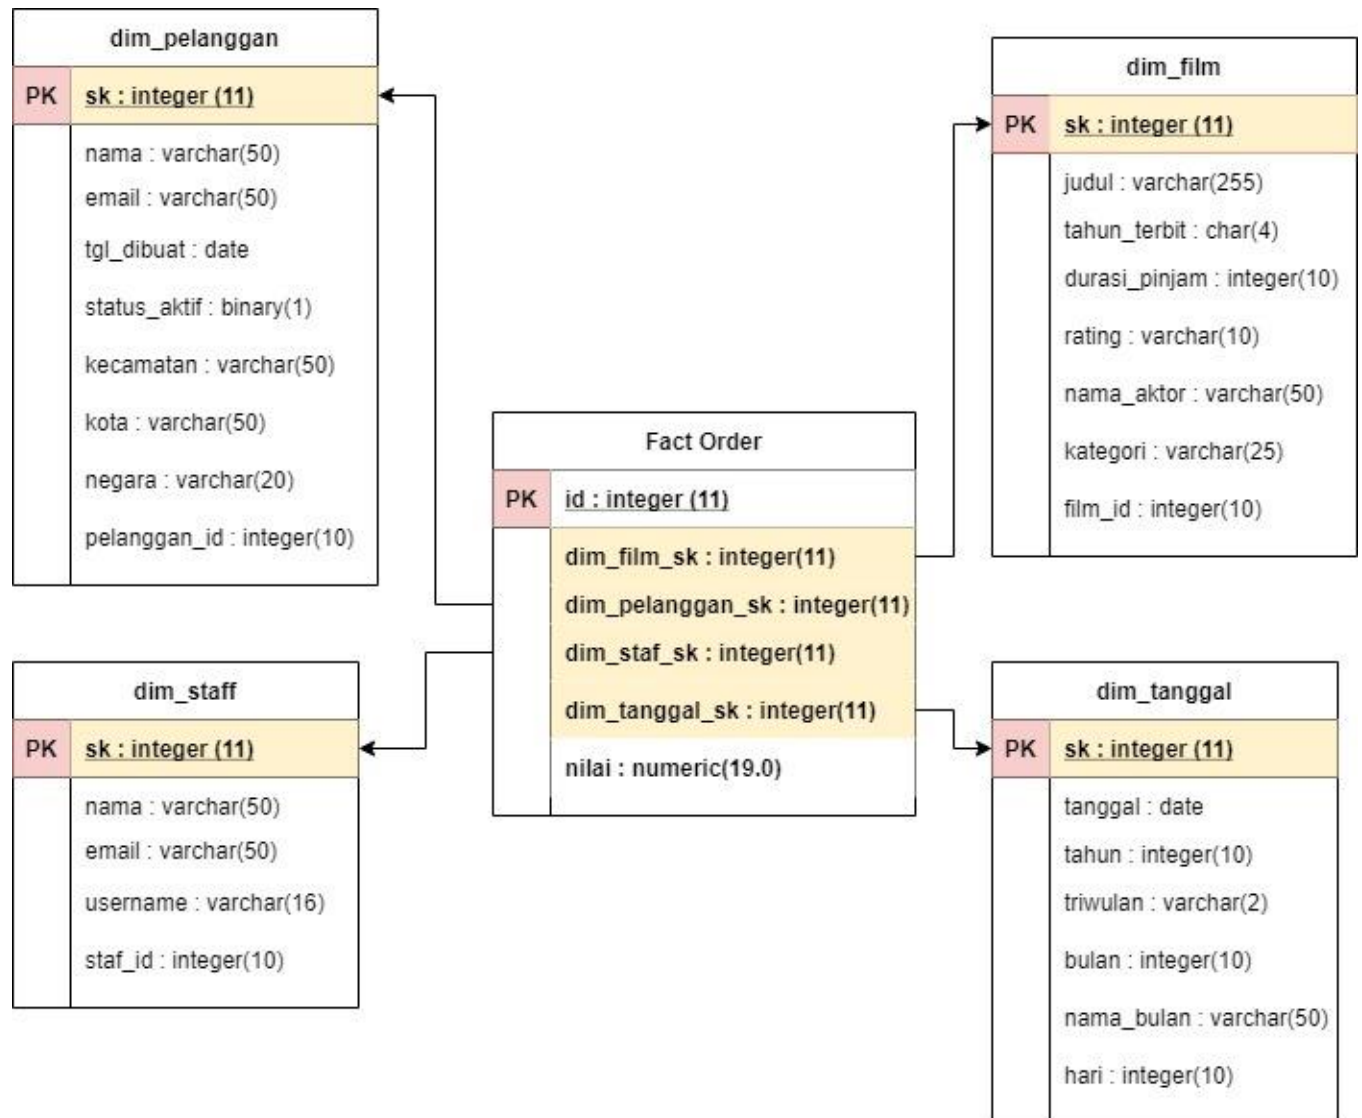 dim_pelanggan
PK sk : integer (11)
nama : varchar(50)
email : varchar(50)
tgl_dibuat : date
status_aktif : binary(1)
kecamatan : varchar(50)
kota : varchar(50)
negara : varchar(20)
pelanggan_id : integer(10)
dim_film
PK sk : integer (11)
judul : varchar(255)
tahun_terbit : char(4)
durasi_pinjam : integer(10)
rating : varchar(10)
nama_aktor : varchar(50)
kategori : varchar(25)
film_id : integer(10)
Fact Order
PK id : integer (11)
dim_film_sk : integer(11)
dim_pelanggan_sk : integer(11)
dim_staf_sk : integer(11)
dim_tanggal_sk : integer(11)
nilai : numeric(19.0)
dim_staff
PK sk : integer (11)
nama : varchar(50)
email : varchar(50)
username : varchar(16)
staf_id : integer(10)
dim_tanggal
PK sk : integer (11)
tanggal : date
tahun : integer(10)
triwulan : varchar(2)
bulan : integer(10)
nama_bulan : varchar(50)
hari : integer(10)